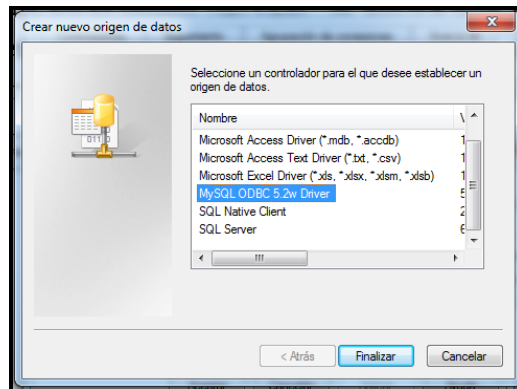 Crear nuevo origen de datos
Seleccione un controlador para el que desee establecer un
origen de datos.
Nombre
Microsoft Access Driver (*.mdb, *.accdb)
Microsoft Access Text Driver (*.txt, *.csv)
Microsoft Excel Driver (*.xls, *.xlsx, *.xlsm, *.xlsb)
MySQL ODBC 5.2w Driver
SQL Native Client
SQL Server
< Atrás
Finalizar
Cancelar